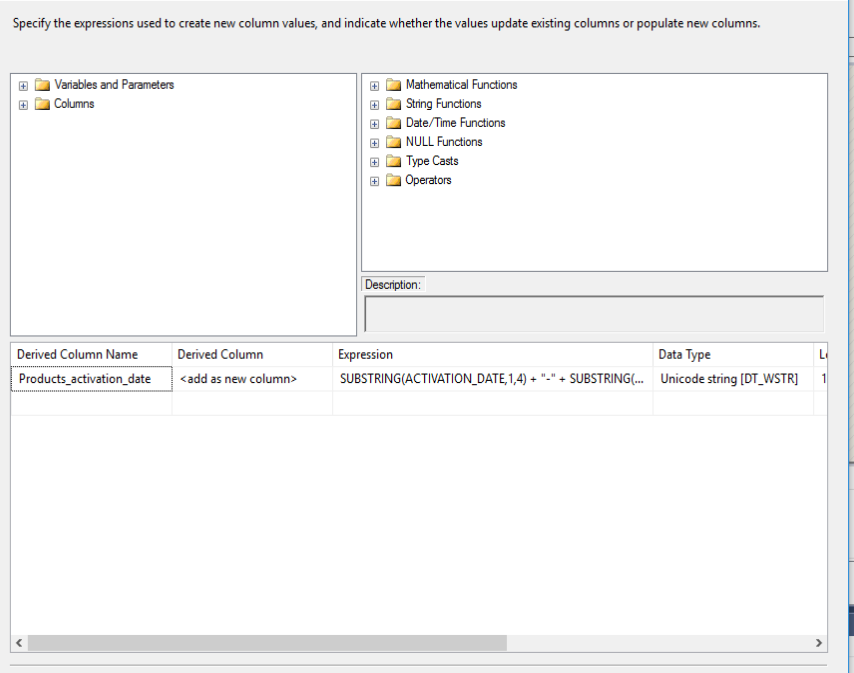 Specify the expressions used to create new column values, and indicate whether the values update existing columns or populate new columns.
Variables and Parameters
Columns
Mathematical Functions
String Functions
Date/Time Functions
NULL Functions
Type Casts
Operators
Description:
Derived Column Name Derived Column Expression Data Type L
Products_activation_date <add as new column> SUBSTRING(ACTIVATION_DATE,1,4) + "-" + SUBSTRING(... Unicode string [DT_WSTR] 1